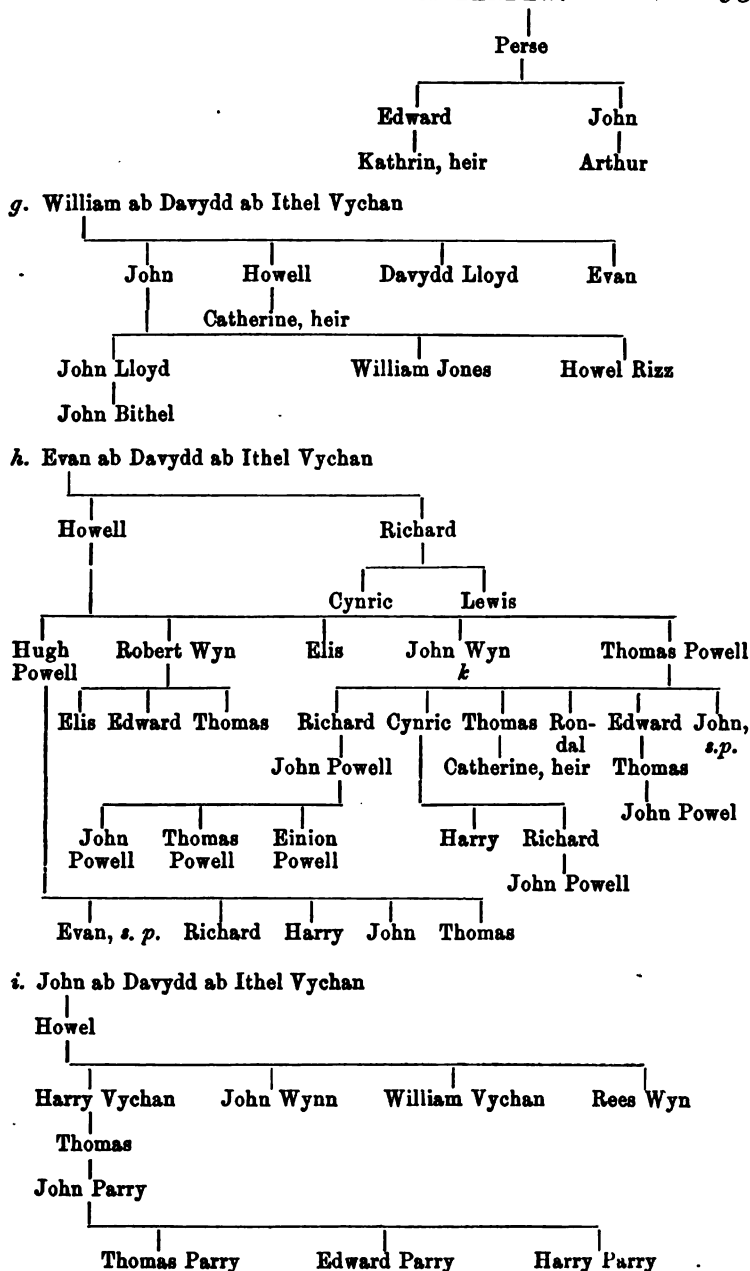 Perse
Edward John
Kathrin, heir Arthur
g. William ab Davydd ab Ithel Vychan
John Howell Davydd Lloyd Evan
Catherine, heir
John Lloyd William Jones Howel Rizz
John Bithel
h. Evan ab Davydd ab Ithel Vychan
Howell Richard
Cynric Lewis
Hugh Robert Wyn Elis John Wyn Thomas Powell
Powell k
Elis Edward Thomas Richard Cynric Thomas Ron- Edward John,
dal s.p.
John Powell Catherine, heir Thomas
John Powel
John Thomas Einion Harry Richard
Powell Powell Powell
John Powell
Evan, s. p. Richard Harry John Thomas
i. John ab Davydd ab Ithel Vychan
Howel
Harry Vychan John Wynn William Vychan Rees Wyn
Thomas
John Parry
Thomas Parry Edward Parry Harry Parry